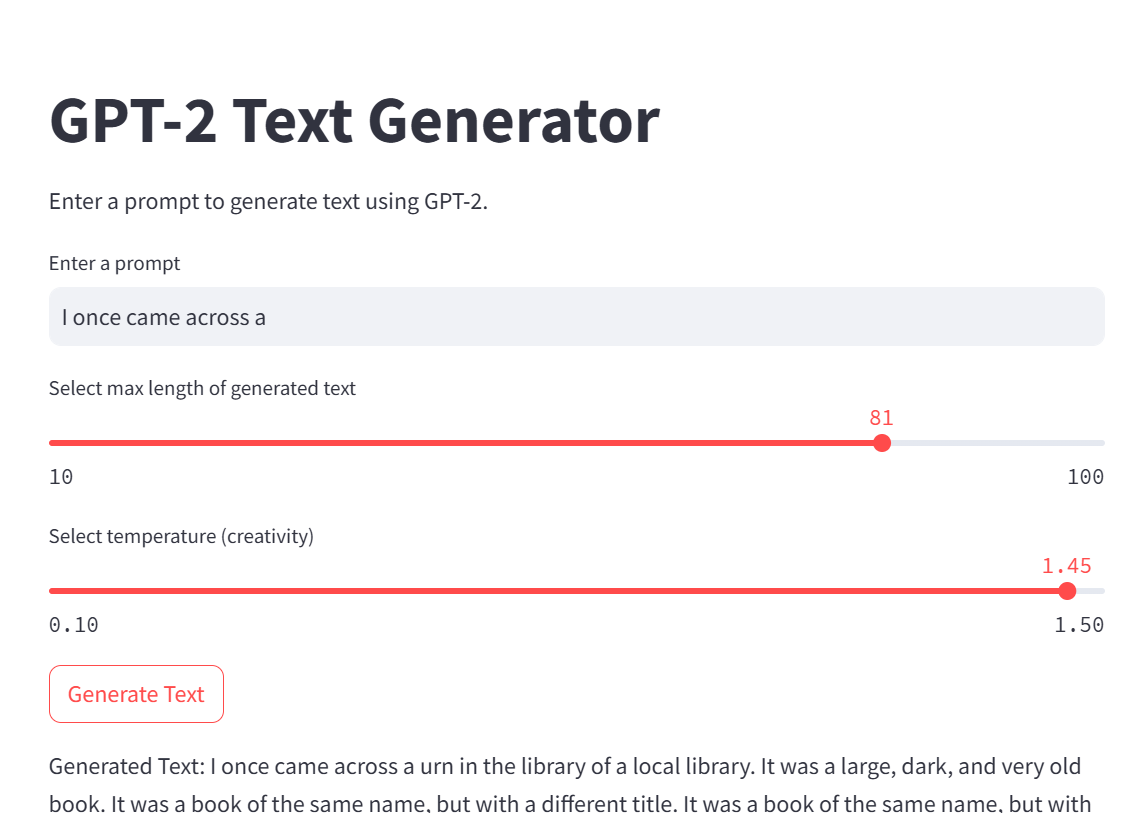 GPT-2 Text Generator
Enter a prompt to generate text using GPT-2.
Enter a prompt
I once came across a
Select max length of generated text
81
10 100
Select temperature (creativity)
1.45
0.10 1.50
Generate Text
Generated Text: I once came across a urn in the library of a local library. It was a large, dark, and very old
book. It was a book of the same name, but with a different title. It was a book of the same name, but with